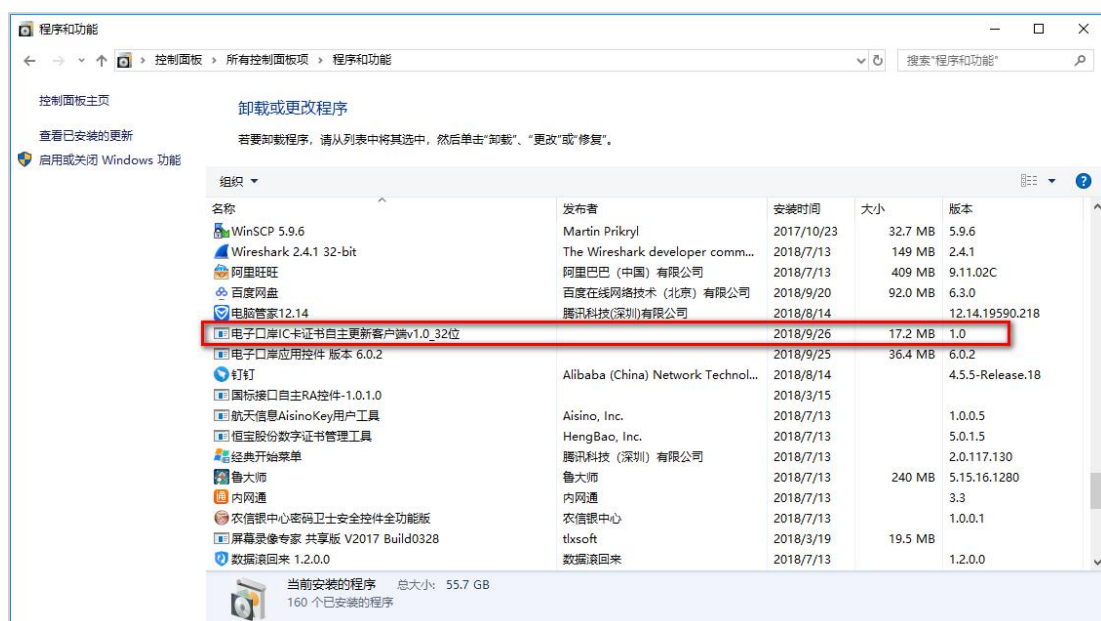 程序和功能
控制面板 › 所有控制面板项 › 程序和功能
搜索"程序和功能"
控制面板主页
查看已安装的更新
启用或关闭 Windows 功能
卸载或更改程序
若要卸载程序，请从列表中将其选中，然后单击“卸载”、“更改”或“修复”。
组织
名称 发布者 安装时间 大小 版本
WinSCP 5.9.6 Martin Prikryl 2017/10/23 32.7 MB 5.9.6
Wireshark 2.4.1 32-bit The Wireshark developer comm... 2018/7/13 149 MB 2.4.1
阿里旺旺 阿里巴巴（中国）有限公司 2018/7/13 409 MB 9.11.02C
百度网盘 百度在线网络技术（北京）有限公司 2018/9/20 92.0 MB 6.3.0
电脑管家12.14 腾讯科技(深圳)有限公司 2018/8/14 12.14.19590.218
电子口岸IC卡证书自主更新客户端v1.0_32位 2018/9/26 17.2 MB 1.0
电子口岸应用控件 版本 6.0.2 2018/9/25 36.4 MB 6.0.2
钉钉 Alibaba (China) Network Technol... 2018/8/14 4.5.5-Release.18
国标接口自主RA控件-1.0.1.0 2018/3/15
航天信息AisinoKey用户工具 Aisino, Inc. 2018/7/13 1.0.0.5
恒宝股份数字证书管理工具 HengBao, Inc. 2018/7/13 5.0.1.5
经典开始菜单 腾讯科技（深圳）有限公司 2018/7/13 2.0.117.130
鲁大师 鲁大师 2018/7/13 240 MB 5.15.16.1280
内网通 内网通 2018/7/13 3.3
农信银中心密码卫士安全控件全功能版 农信银中心 2018/7/13 1.0.0.1
屏幕录像专家 共享版 V2017 Build0328 tlxsoft 2018/3/19 19.5 MB
数据滚回来 1.2.0.0 数据滚回来 2018/7/13 1.2.0.0
当前安装的程序 总大小: 55.7 GB
160 个已安装的程序